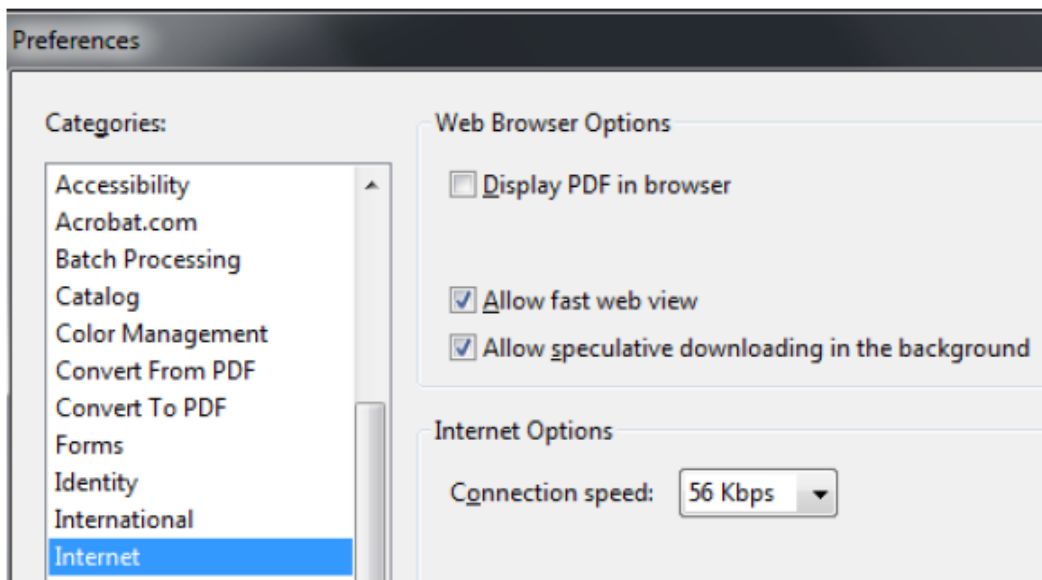 Preferences
Categories:
Accessibility
Acrobat.com
Batch Processing
Catalog
Color Management
Convert From PDF
Convert To PDF
Forms
Identity
International
Internet
Web Browser Options
Display PDF in browser
Allow fast web view
Allow speculative downloading in the background
Internet Options
Connection speed: 56 Kbps